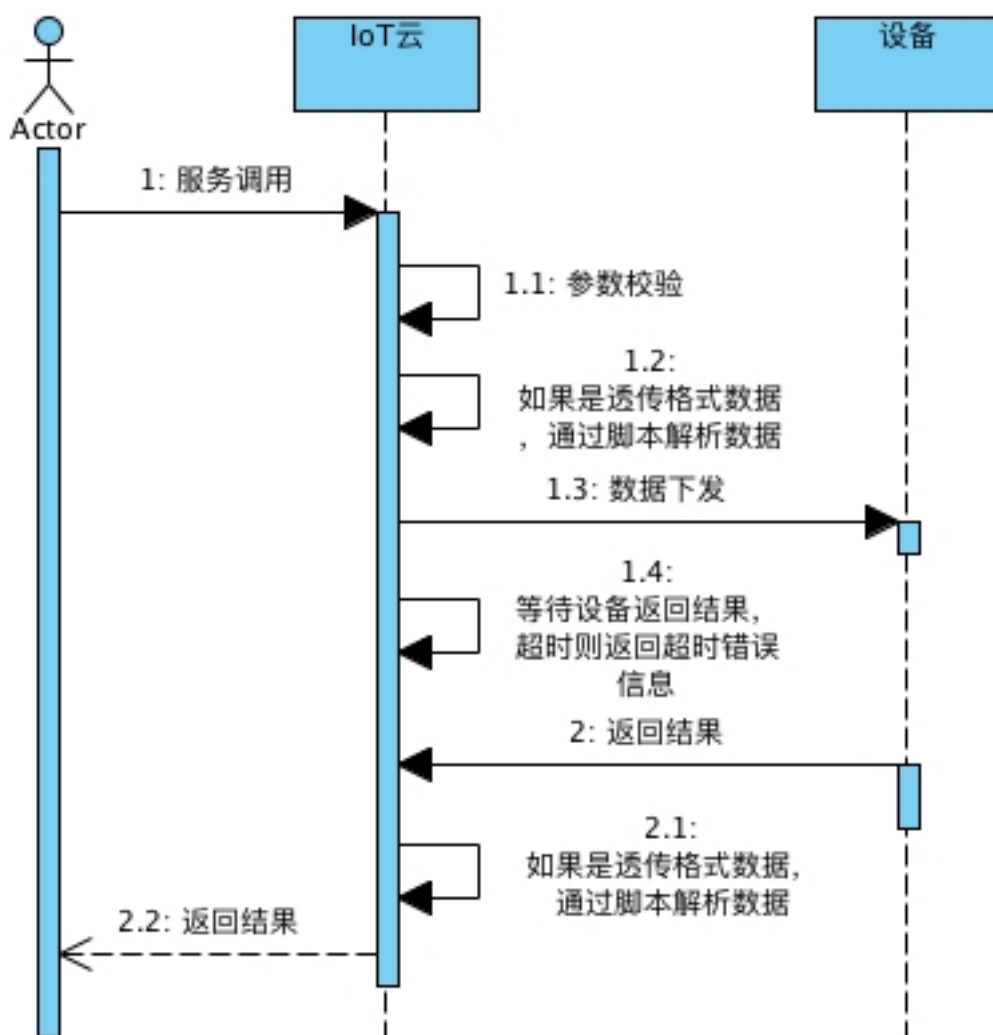 IoT云
设备
Actor
1: 服务调用
1.1: 参数校验
1.2:
如果是透传格式数据
，通过脚本解析数据
1.3: 数据下发
1.4:
等待设备返回结果，
超时则返回超时错误
信息
2: 返回结果
2.1:
如果是透传格式数据，
通过脚本解析数据
2.2: 返回结果